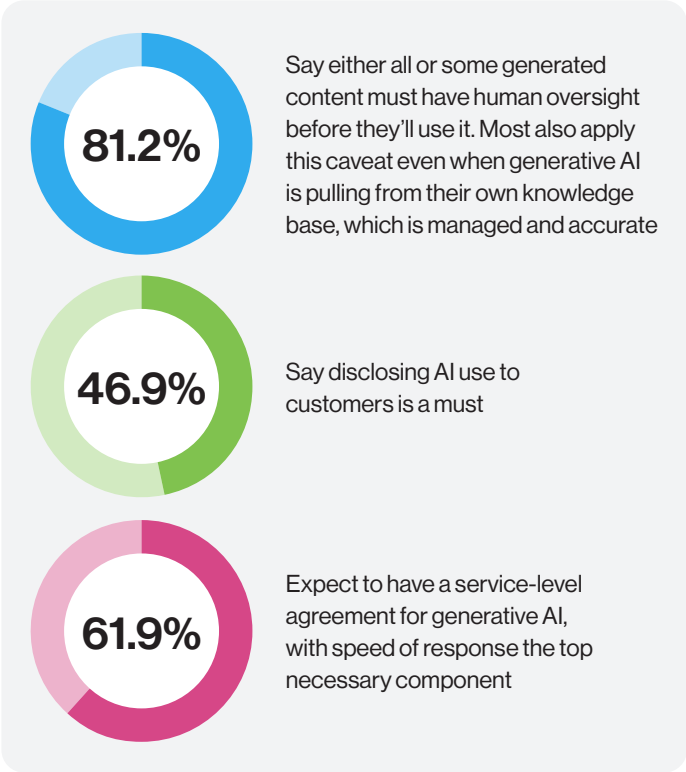 81.2%
Say either all or some generated
content must have human oversight
before they’ll use it. Most also apply
this caveat even when generative AI
is pulling from their own knowledge
base, which is managed and accurate
46.9%
Say disclosing AI use to
customers is a must
61.9%
Expect to have a service-level
agreement for generative AI,
with speed of response the top
necessary component